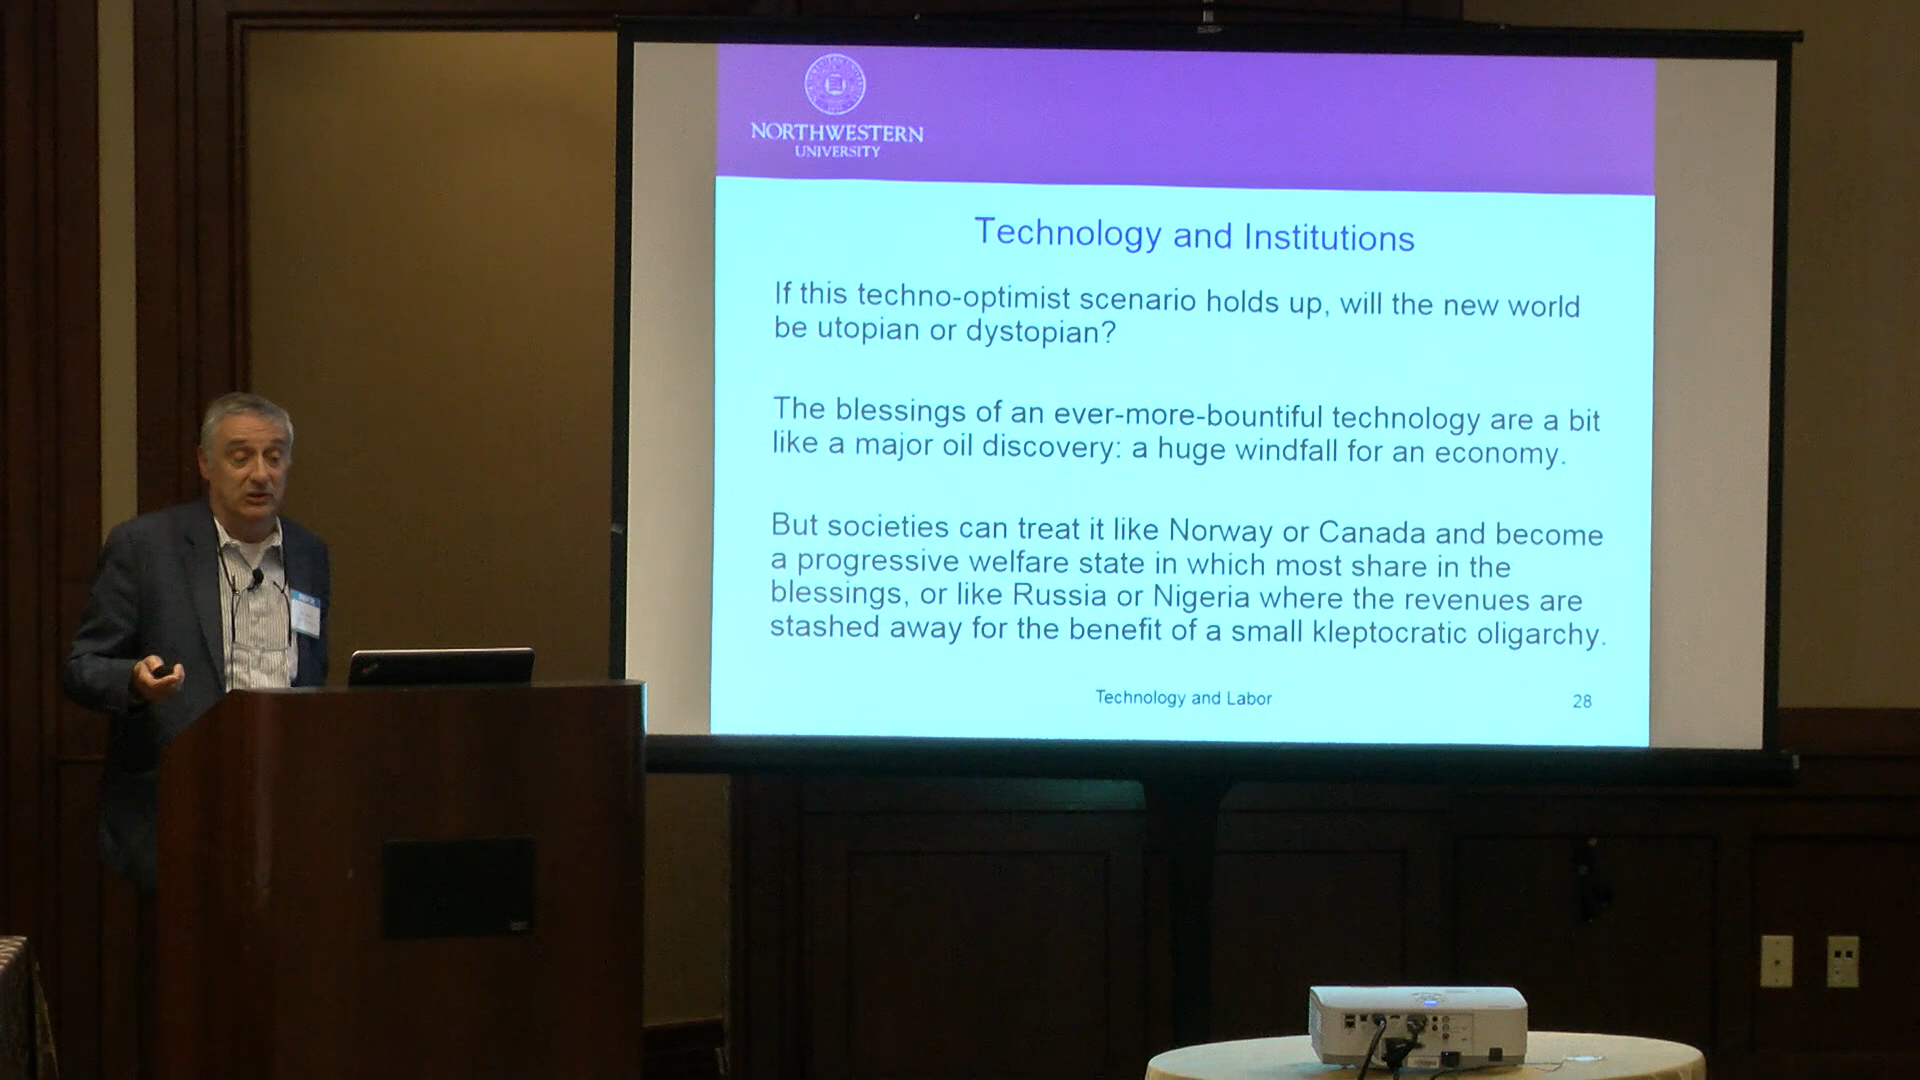 NORTHWESTERN
UNIVERSITY
Technology and Institutions
If this techno-optimist scenario holds up, will the new world
be utopian or dystopian?
The blessings of an ever-more-bountiful technology are a bit
like a major oil discovery: a huge windfall for an economy.
But societies can treat it like Norway or Canada and become
a progressive welfare state in which most share in the
blessings, or like Russia or Nigeria where the revenues are
stashed away for the benefit of a small kleptocratic oligarchy.
Technology and Labor
28